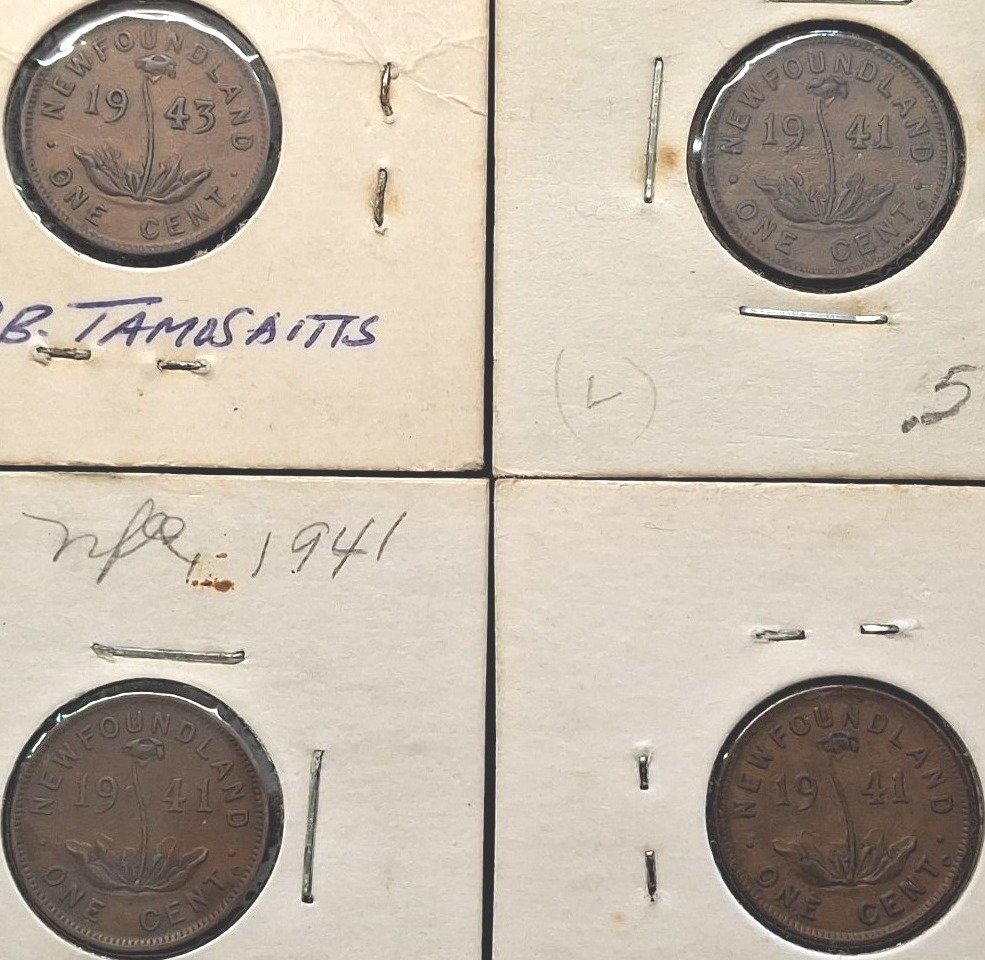 NEWFOUNDLAND
19 43
ONE CENT
B. TAMOSAITIS
NEWFOUNDLAND
19 41
ONE CENT
(L)
.5
1941
NEWFOUNDLAND
19 41
ONE CENT
NEWFOUNDLAND
19 41
ONE CENT